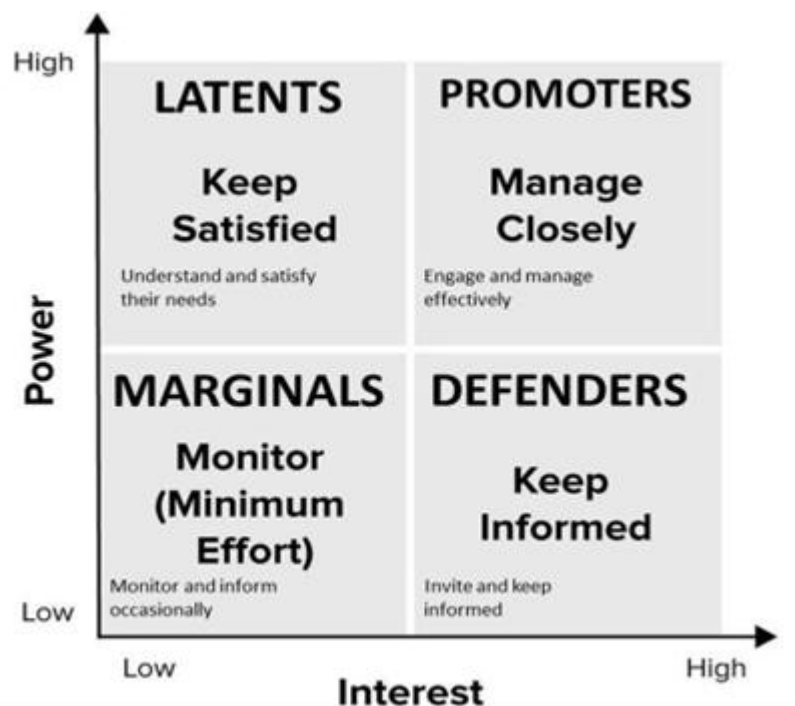 High
LATENTS
Keep
Satisfied
Understand and satisfy
their needs
PROMOTERS
Manage
Closely
Engage and manage
effectively
Power
MARGINALS
Monitor
(Minimum
Effort)
Monitor and inform
occasionally
DEFENDERS
Keep
Informed
Invite and keep
informed
Low
Low
High
Interest